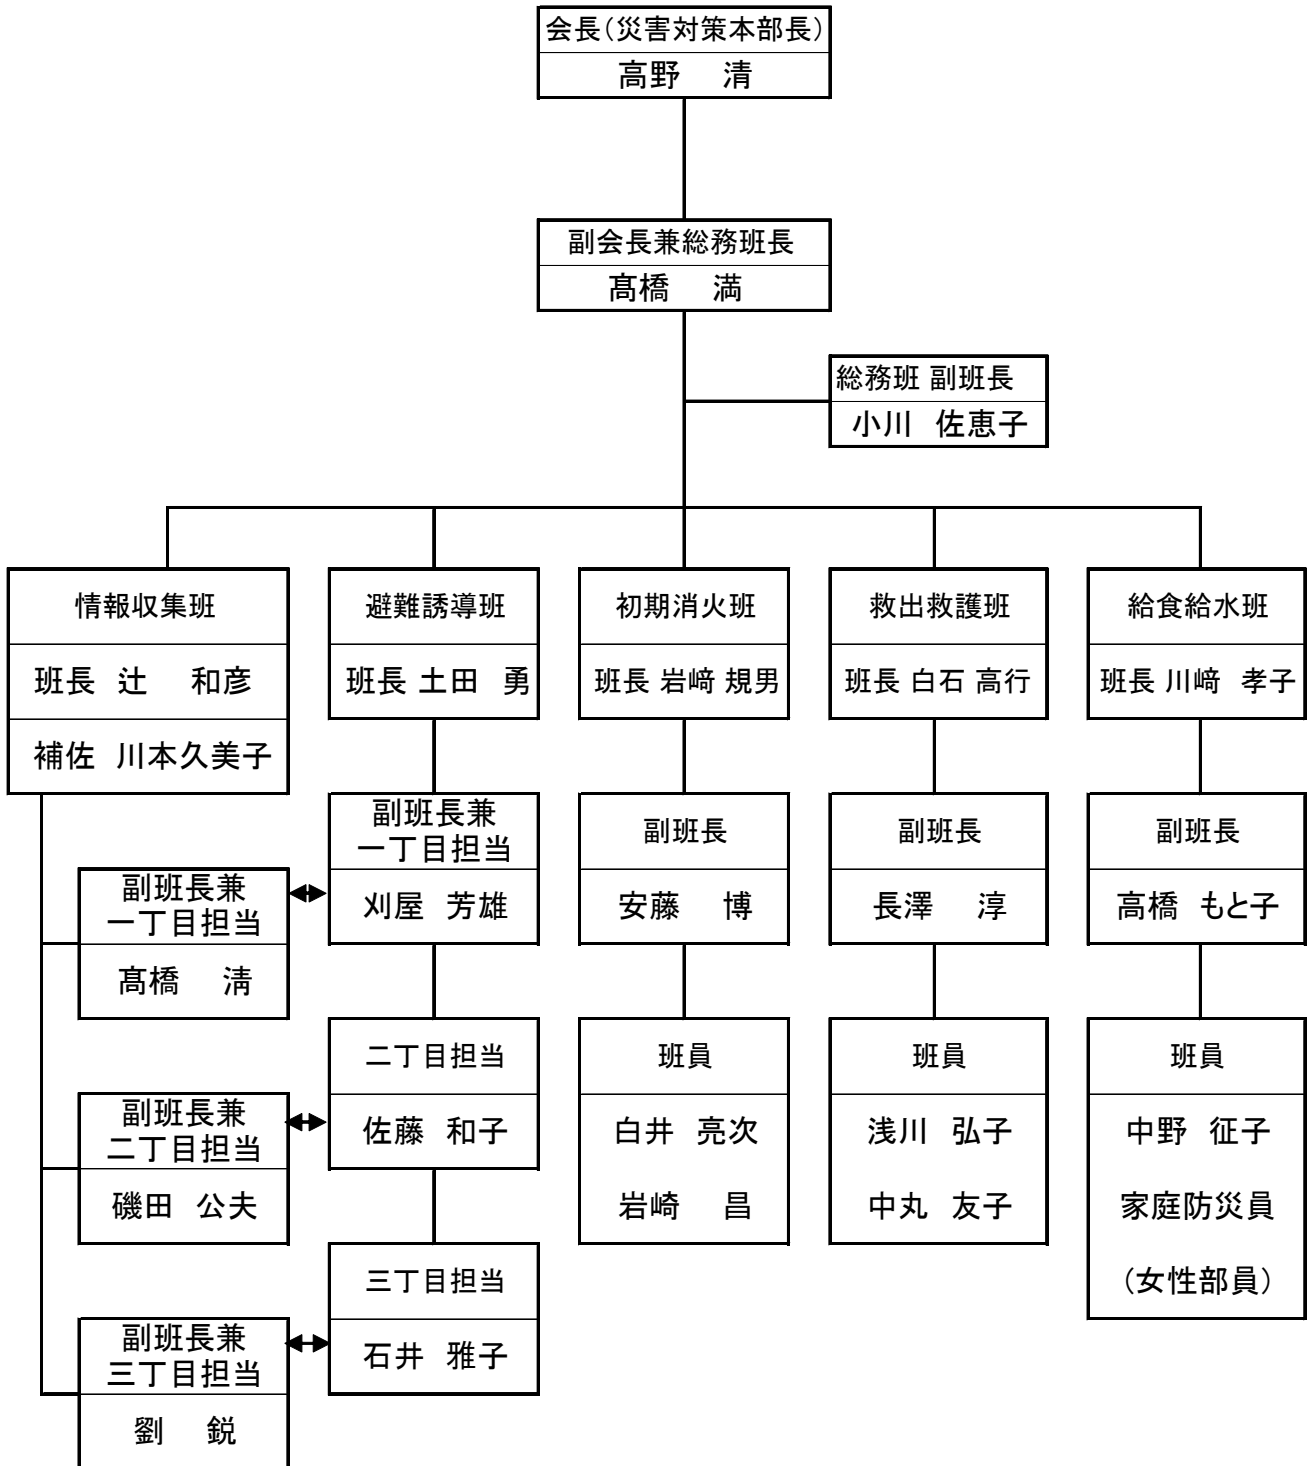 会長(災害対策本部長)
高野 清
副会長兼総務班長
髙橋 満
総務班 副班長
小川 佐恵子
情報収集班
班長 辻 和彦
補佐 川本久美子
副班長兼
一丁目担当
髙橋 淸
副班長兼
二丁目担当
磯田 公夫
副班長兼
三丁目担当
劉 鋭
避難誘導班
班長 土田 勇
副班長兼
一丁目担当
刈屋 芳雄
二丁目担当
佐藤 和子
三丁目担当
石井 雅子
初期消火班
班長 岩﨑 規男
副班長
安藤 博
班員
白井 亮次
岩崎 昌
救出救護班
班長 白石 高行
副班長
長澤 淳
班員
浅川 弘子
中丸 友子
給食給水班
班長 川﨑 孝子
副班長
高橋 もと子
班員
中野 征子
家庭防災員
(女性部員)